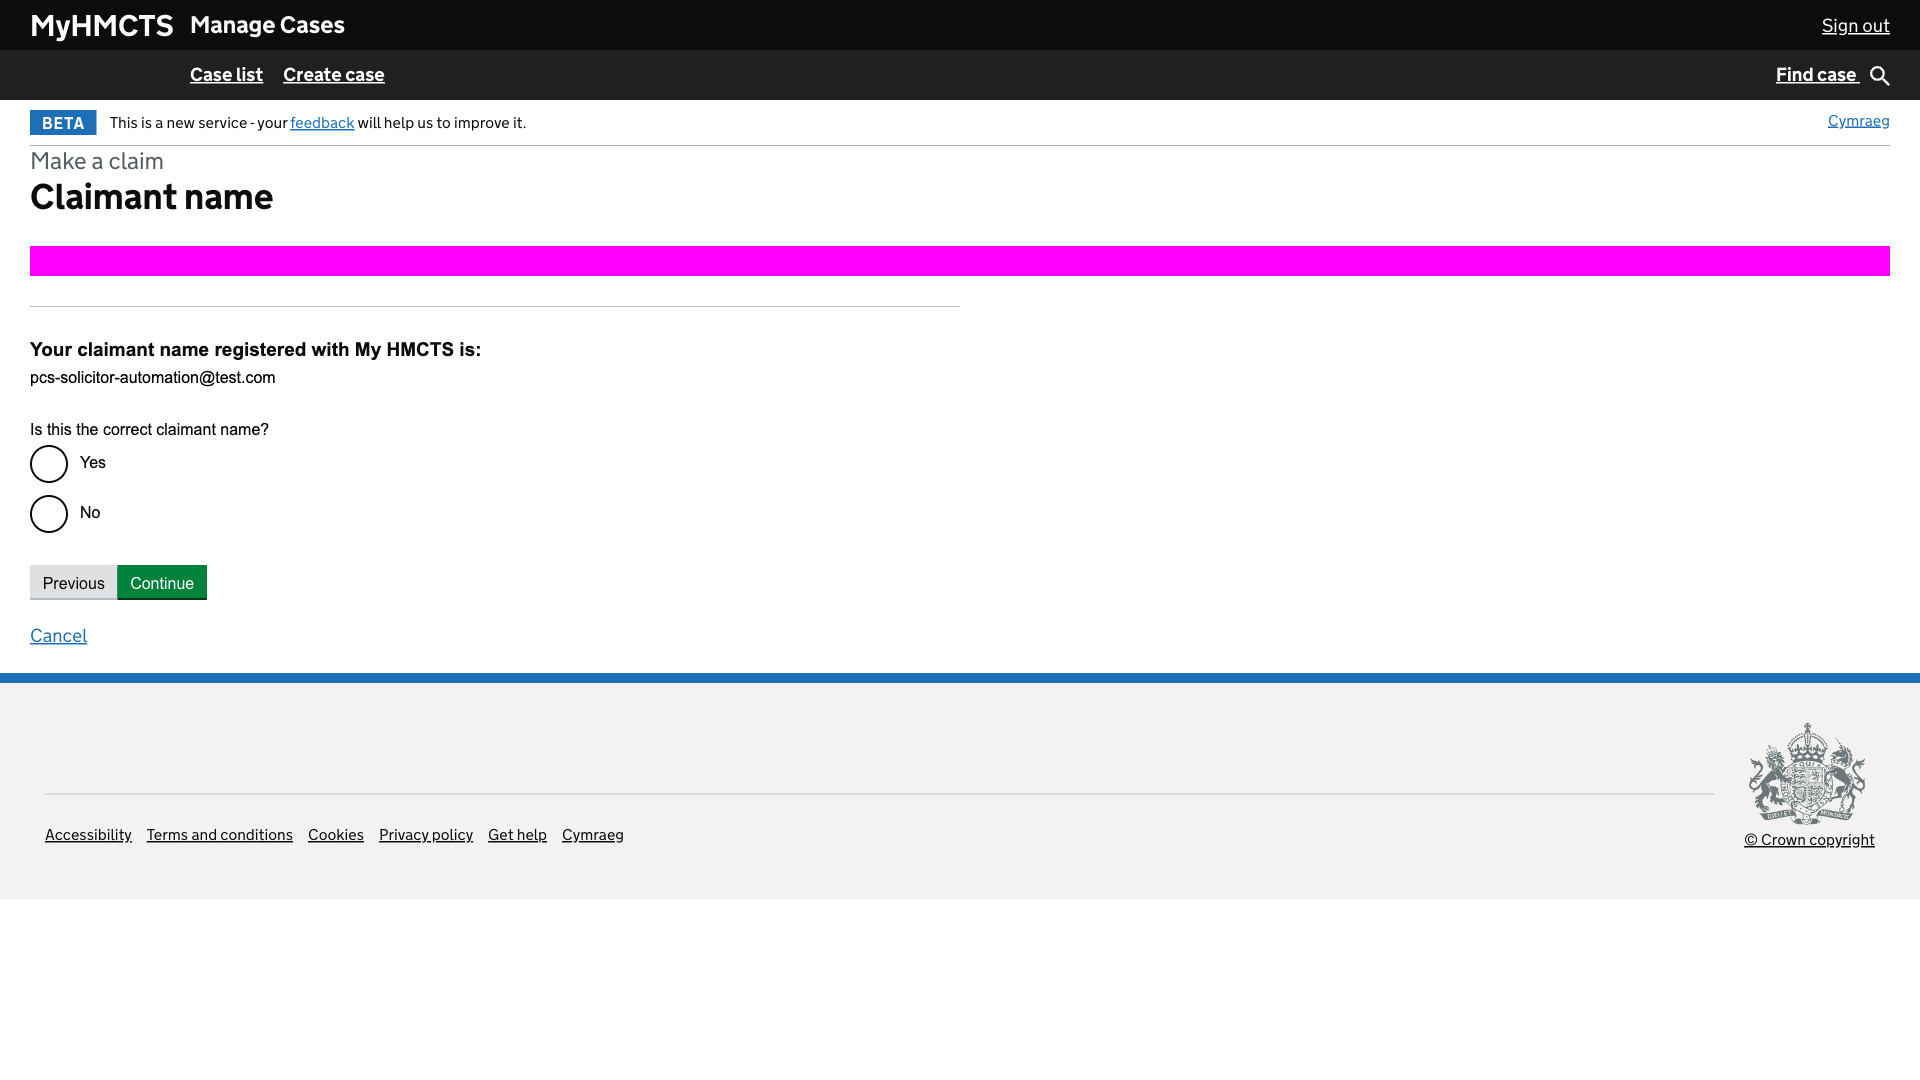 MyHMCTS Manage Cases Sign out
Case list Create case Find case
BETA This is a new service - your feedback will help us to improve it. Cymraeg
Make a claim
Claimant name
Your claimant name registered with My HMCTS is:
pcs-solicitor-automation@test.com
Is this the correct claimant name?
Yes
No
Previous Continue
Cancel
Accessibility Terms and conditions Cookies Privacy policy Get help Cymraeg
© Crown copyright